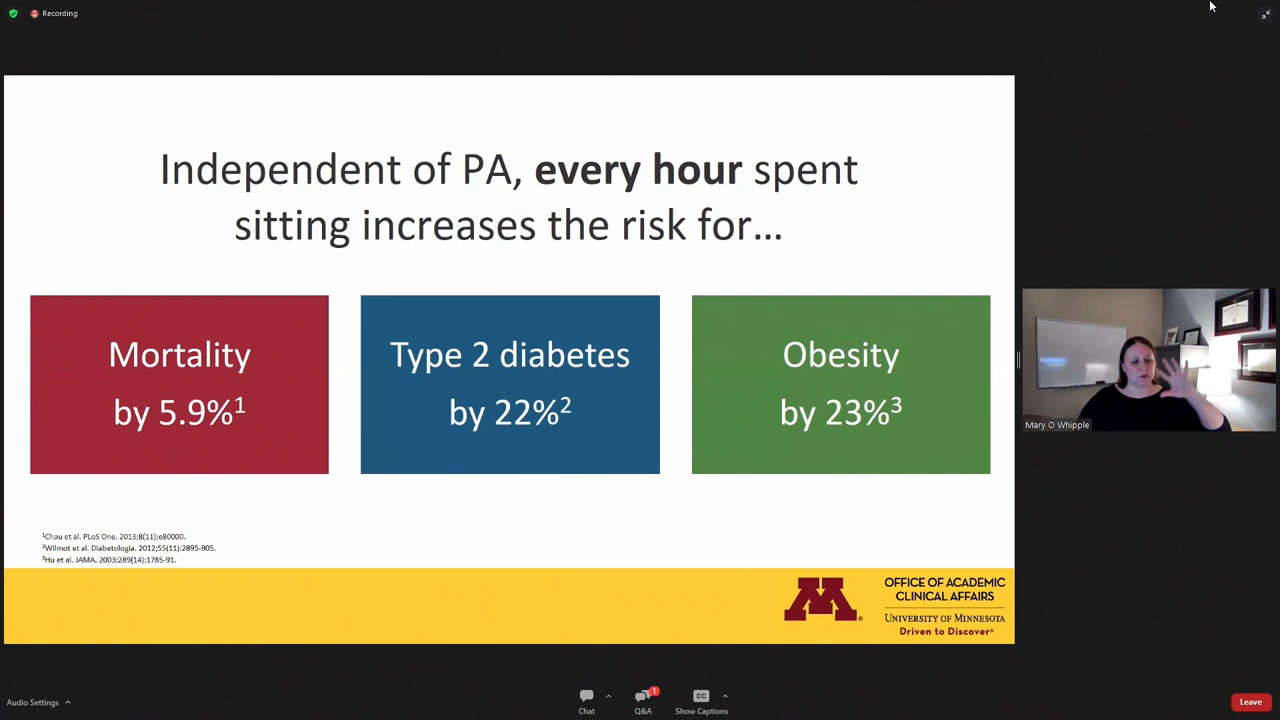 Recording
Independent of PA, every hour spent
sitting increases the risk for…
Mortality
by 5.9%¹
Type 2 diabetes
by 22%²
Obesity
by 23%³
Mary O Whipple
¹Chau et al. PLoS One. 2013;8(11):e80000.
²Wilmot et al. Diabetologia. 2012;55(11):2895-905.
³Hu et al. JAMA. 2003;289(14):1785-91.
M®
OFFICE OF ACADEMIC
CLINICAL AFFAIRS
UNIVERSITY OF MINNESOTA
Driven to Discover®
Audio Settings
Chat
1
Q&A
CC
Show Captions
Leave